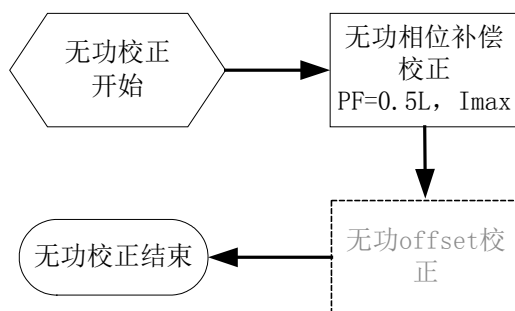 无功校正
开始
无功相位补偿
校正
PF=0.5L，Imax
无功offset校
正
无功校正结束